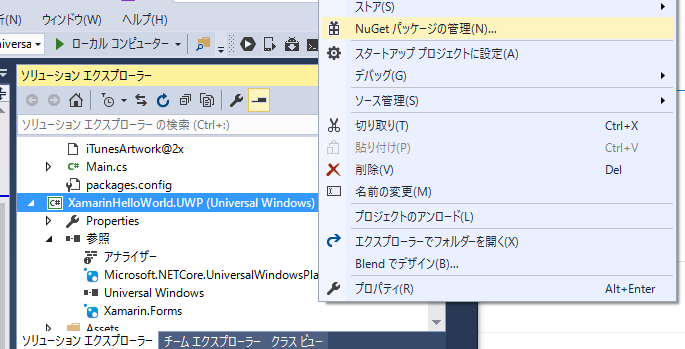 析(N) ウィンドウ(W) ヘルプ(H)
iversa ローカル コンピューター
ソリューション エクスプローラー
ソリューション エクスプローラー の検索 (Ctrl+:)
iTunesArtwork@2x
C# Main.cs
packages.config
C# XamarinHelloWorld.UWP (Universal Windows)
Properties
参照
アナライザー
Microsoft.NETCore.UniversalWindowsPla
Universal Windows
Xamarin.Forms
Assets
ソリューション エクスプローラー チーム エクスプローラー クラス ビュー
ストア(S)
NuGet パッケージの管理(N)...
スタートアップ プロジェクトに設定(A)
デバッグ(G)
ソース管理(S)
切り取り(T) Ctrl+X
貼り付け(P) Ctrl+V
削除(V) Del
名前の変更(M)
プロジェクトのアンロード(L)
エクスプローラーでフォルダーを開く(X)
Blend でデザイン(B)...
プロパティ(R) Alt+Enter